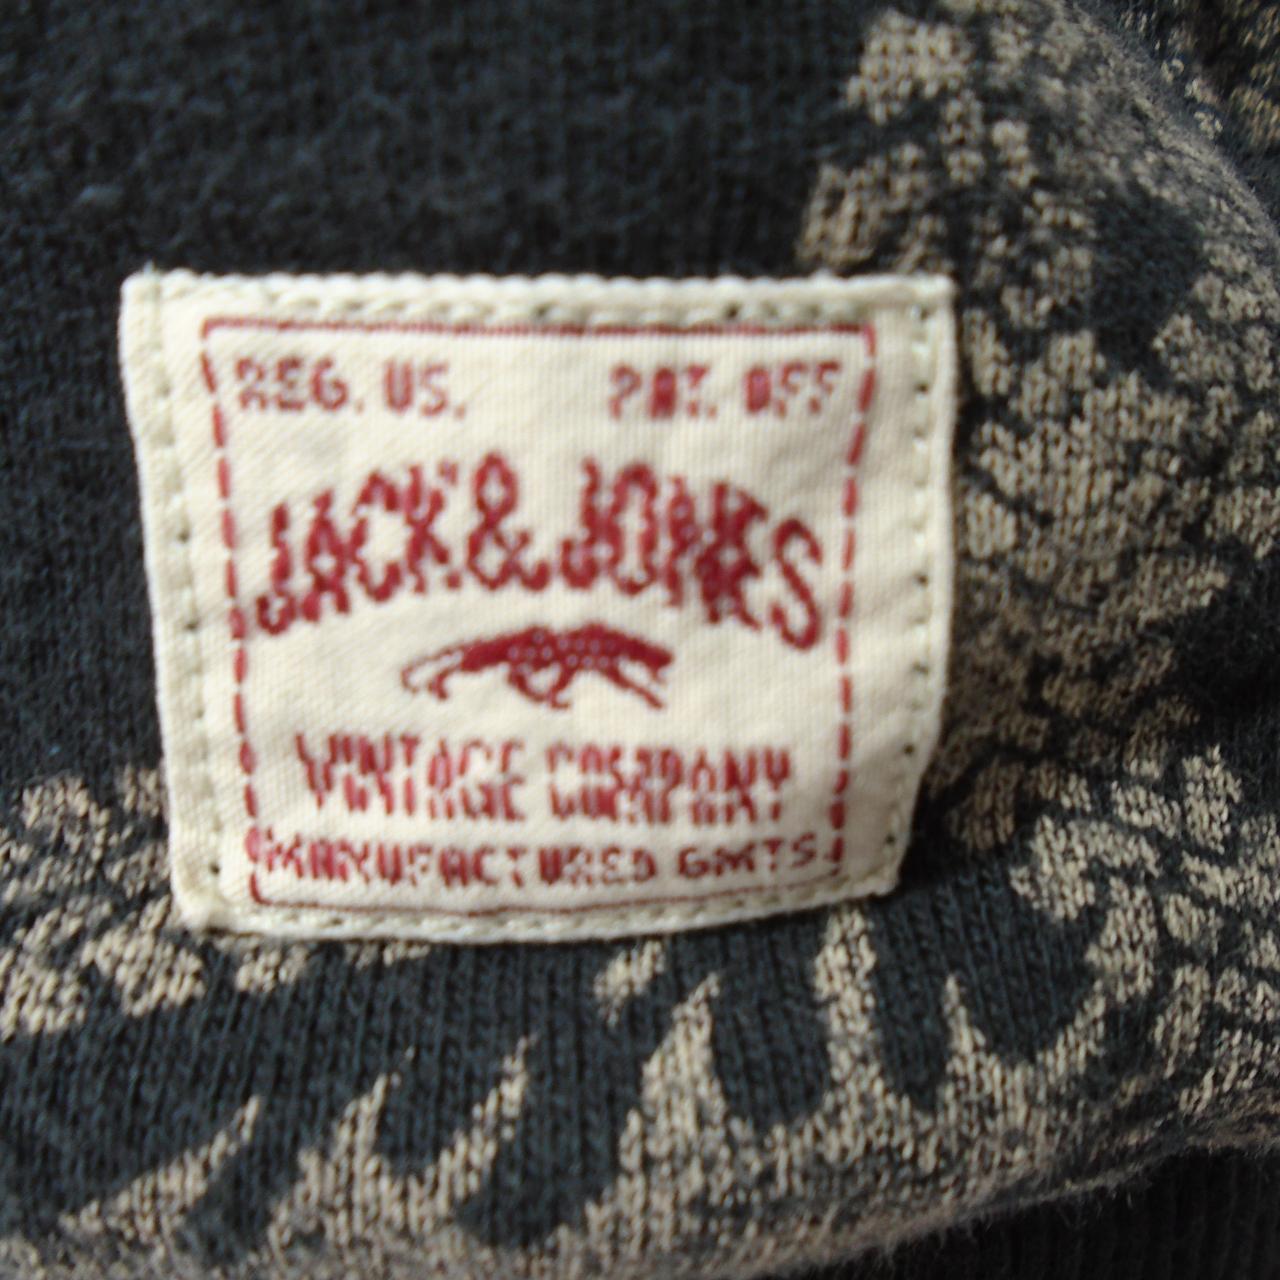 REG. US. PAT. OFF
JACK & JONES
VINTAGE COMPANY
MANUFACTURED GMTS.